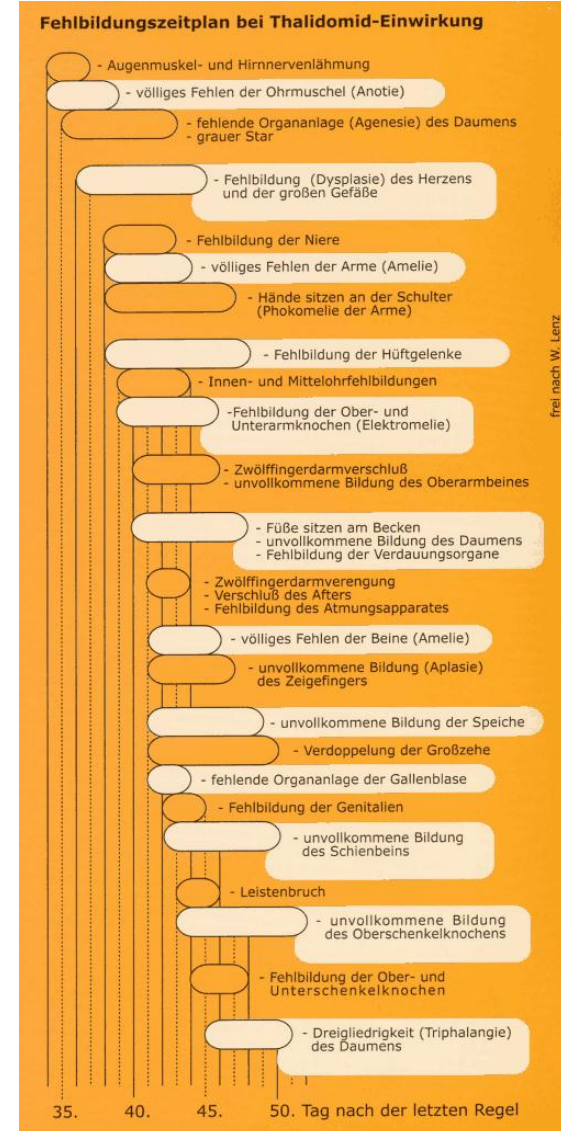 Fehlbildungszeitplan bei Thalidomid-Einwirkung
- Augenmuskel- und Hirnnervenlähmung
- völliges Fehlen der Ohrmuschel (Anotie)
- fehlende Organanlage (Agenesie) des Daumens
- grauer Star
- Fehlbildung (Dysplasie) des Herzens
und der großen Gefäße
- Fehlbildung der Niere
- völliges Fehlen der Arme (Amelie)
- Hände sitzen an der Schulter
(Phokomelie der Arme)
- Fehlbildung der Hüftgelenke
- Innen- und Mittelohrfehlbildungen
-Fehlbildung der Ober- und
Unterarmknochen (Elektromelie)
- Zwölffingerdarmverschluß
- unvollkommene Bildung des Oberarmbeines
- Füße sitzen am Becken
- unvollkommene Bildung des Daumens
- Fehlbildung der Verdauungsorgane
- Zwölffingerdarmverengung
- Verschluß des Afters
- Fehlbildung des Atmungsapparates
- völliges Fehlen der Beine (Amelie)
- unvollkommene Bildung (Aplasie)
des Zeigefingers
- unvollkommene Bildung der Speiche
- Verdoppelung der Großzehe
- fehlende Organanlage der Gallenblase
- Fehlbildung der Genitalien
- unvollkommene Bildung
des Schienbeins
- Leistenbruch
- unvollkommene Bildung
des Oberschenkelknochens
- Fehlbildung der Ober- und
Unterschenkelknochen
- Dreigliedrigkeit (Triphalangie)
des Daumens
35. 40. 45. 50. Tag nach der letzten Regel
frei nach W. Lenz